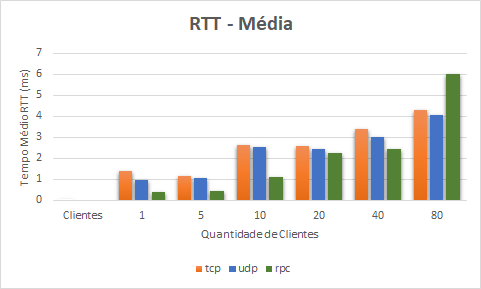 RTT - Média
Tempo Médio RTT (ms)
7
6
5
4
3
2
1
0
Clientes 1 5 10 20 40 80
Quantidade de Clientes
tcp udp rpc